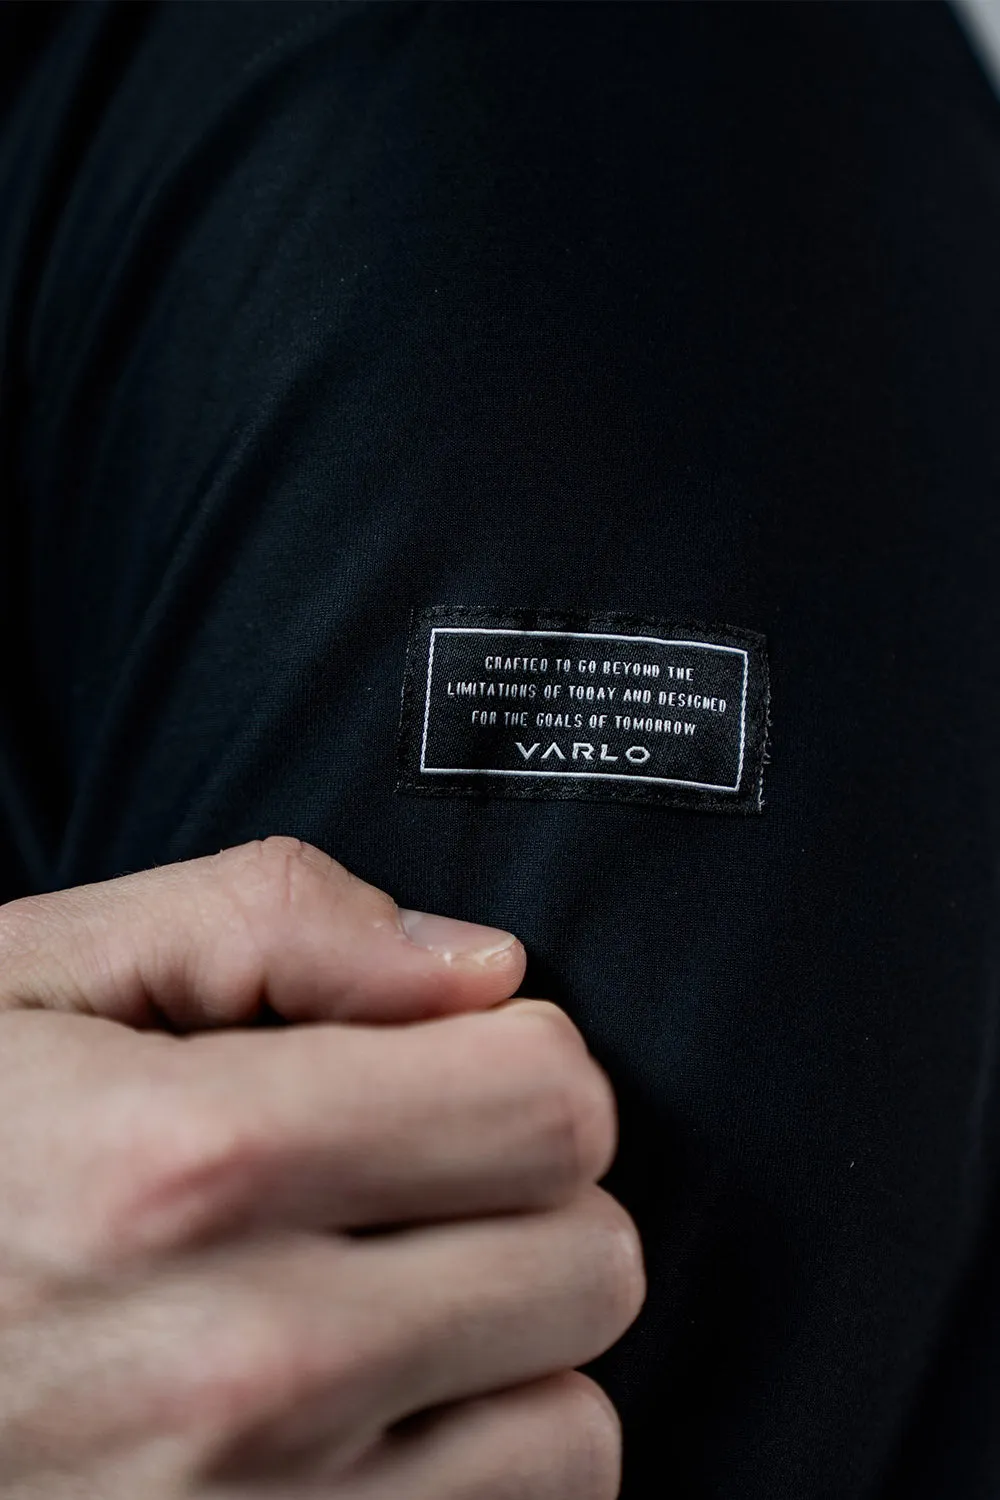 CRAFTED TO GO BEYOND THE
LIMITATIONS OF TODAY AND DESIGNED
FOR THE GOALS OF TOMORROW
VARLO